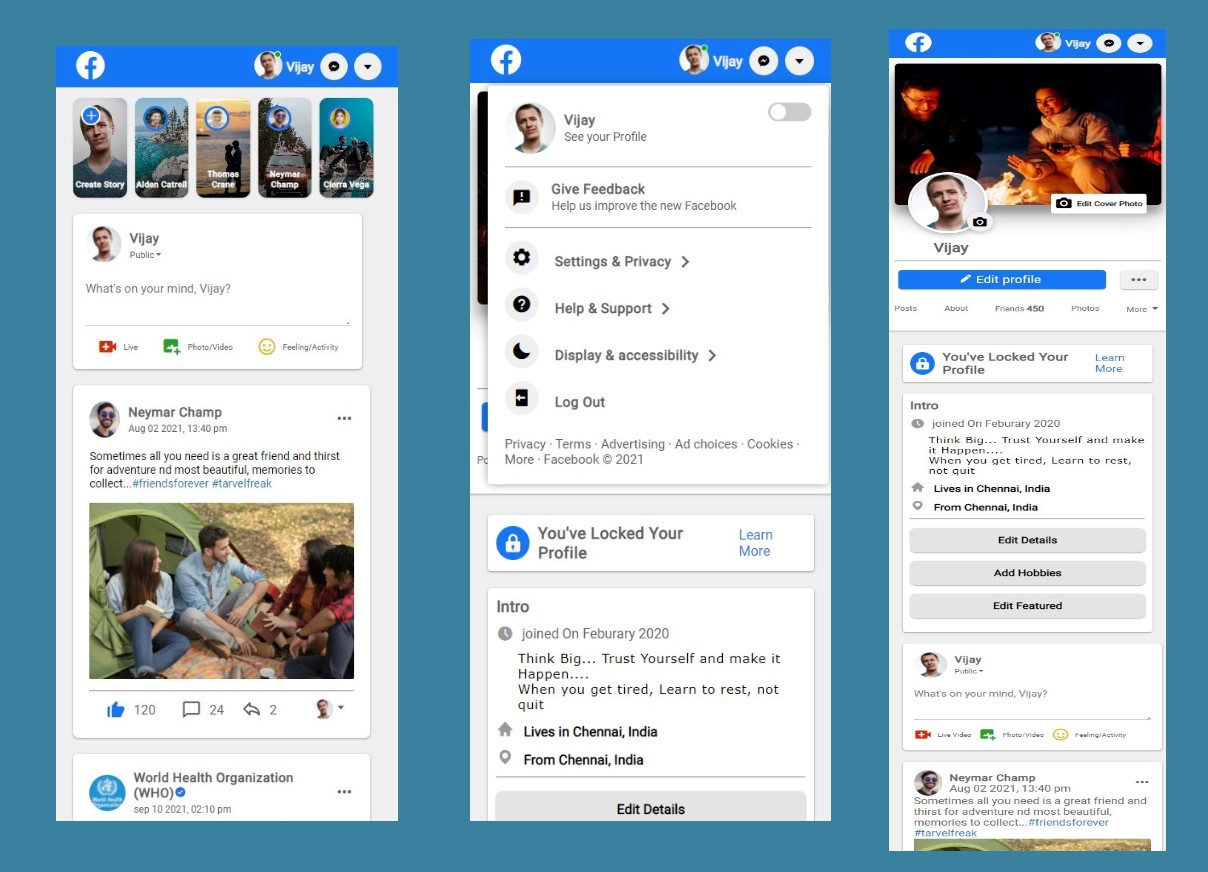 Vijay
Create Story
Alden Catrell
Thomas
Crane
Neymar
Champ
Cierra Vega
Vijay
Public
What's on your mind, Vijay?
Live
Photo/Video
Feeling/Activity
Neymar Champ
Aug 02 2021, 13:40 pm
Sometimes all you need is a great friend and thirst
for adventure nd most beautiful, memories to
collect...#friendsforever #tarvelfreak
120
24
2
World Health Organization
(WHO)
sep 10 2021, 02:10 pm
Vijay
Vijay
See your Profile
Give Feedback
Help us improve the new Facebook
Settings & Privacy
Help & Support
Display & accessibility
Log Out
Privacy · Terms · Advertising · Ad choices · Cookies ·
More · Facebook © 2021
Po
You've Locked Your
Profile
Learn
More
Intro
joined On Feburary 2020
Think Big... Trust Yourself and make it
Happen....
When you get tired, Learn to rest, not
quit
Lives in Chennai, India
From Chennai, India
Edit Details
Vijay
Edit Cover Photo
Vijay
Edit profile
Posts
About
Friends 450
Photos
More
You've Locked Your
Profile
Learn
More
Intro
joined On Feburary 2020
Think Big... Trust Yourself and make
it Happen....
When you get tired, Learn to rest,
not quit
Lives in Chennai, India
From Chennai, India
Edit Details
Add Hobbies
Edit Featured
Vijay
Public
What's on your mind, Vijay?
Live Video
Photo/Video
Feeling/Activity
Neymar Champ
Aug 02 2021, 13:40 pm
Sometimes all you need is a great friend and
thirst for adventure nd most beautiful,
memories to collect...#friendsforever
#tarvelfreak